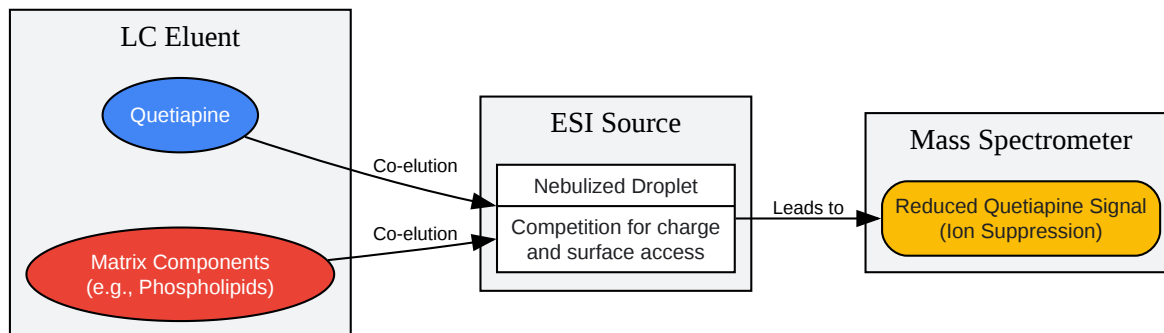 LC Eluent
Quetiapine
Matrix Components
(e.g., Phospholipids)
Co-elution
Co-elution
ESI Source
Nebulized Droplet
Competition for charge
and surface access
Leads to
Mass Spectrometer
Reduced Quetiapine Signal
(Ion Suppression)